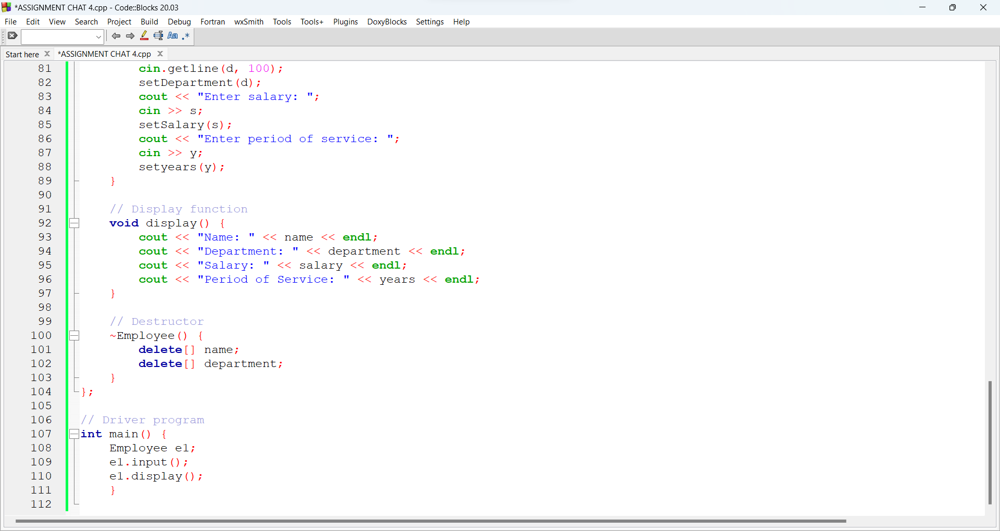 *ASSIGNMENT CHAT 4.cpp - Code::Blocks 20.03
File Edit View Search Project Build Debug Fortran wxSmith Tools Tools+ Plugins DoxyBlocks Settings Help
Aa .*
Start here *ASSIGNMENT CHAT 4.cpp
81 cin.getline(d, 100);
82 setDepartment(d);
83 cout << "Enter salary: ";
84 cin >> s;
85 setSalary(s);
86 cout << "Enter period of service: ";
87 cin >> y;
88 setyears(y);
89 }
90
91 // Display function
92 void display() {
93 cout << "Name: " << name << endl;
94 cout << "Department: " << department << endl;
95 cout << "Salary: " << salary << endl;
96 cout << "Period of Service: " << years << endl;
97 }
98
99 // Destructor
100 ~Employee() {
101 delete[] name;
102 delete[] department;
103 }
104 };
105
106 // Driver program
107 int main() {
108 Employee e1;
109 e1.input();
110 e1.display();
111 }
112